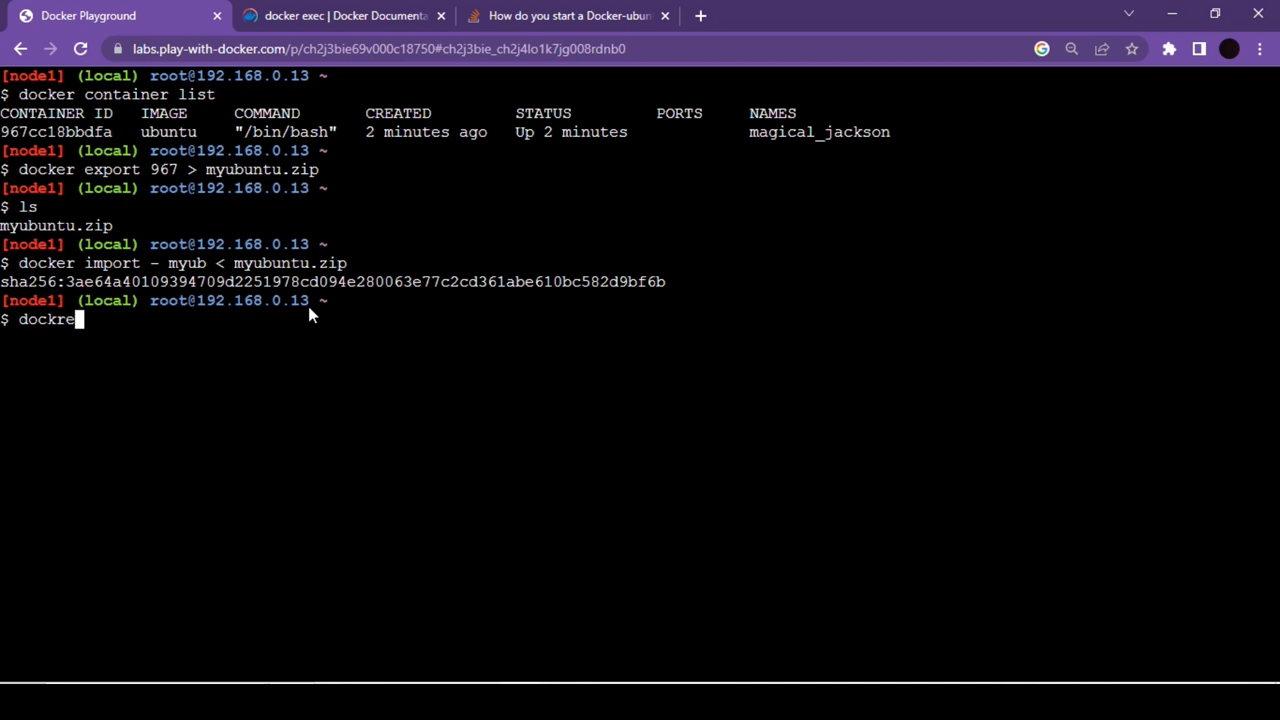 Docker Playground
docker exec | Docker Documenta
How do you start a Docker-ubun
labs.play-with-docker.com/p/ch2j3bie69v000c18750#ch2j3bie_ch2j4lo1k7jg008rdnb0
[node1] (local) root@192.168.0.13 ~
$ docker container list
CONTAINER ID IMAGE COMMAND CREATED STATUS PORTS NAMES
967cc18bbdfa ubuntu "/bin/bash" 2 minutes ago Up 2 minutes magical_jackson
[node1] (local) root@192.168.0.13 ~
$ docker export 967 > myubuntu.zip
[node1] (local) root@192.168.0.13 ~
$ ls
myubuntu.zip
[node1] (local) root@192.168.0.13 ~
$ docker import - myub < myubuntu.zip
sha256:3ae64a40109394709d2251978cd094e280063e77c2cd361abe610bc582d9bf6b
[node1] (local) root@192.168.0.13 ~
$ dockre